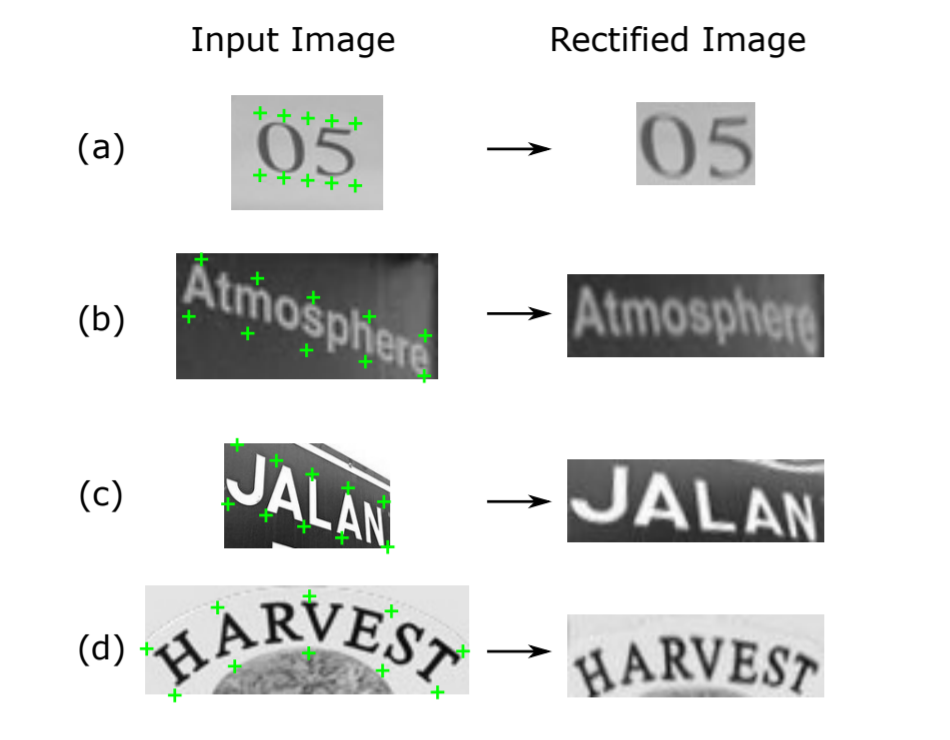 Input Image Rectified Image
(a) 05 05
(b) Atmosphere Atmosphere
(c) JALAN JALAN
(d) HARVEST HARVEST